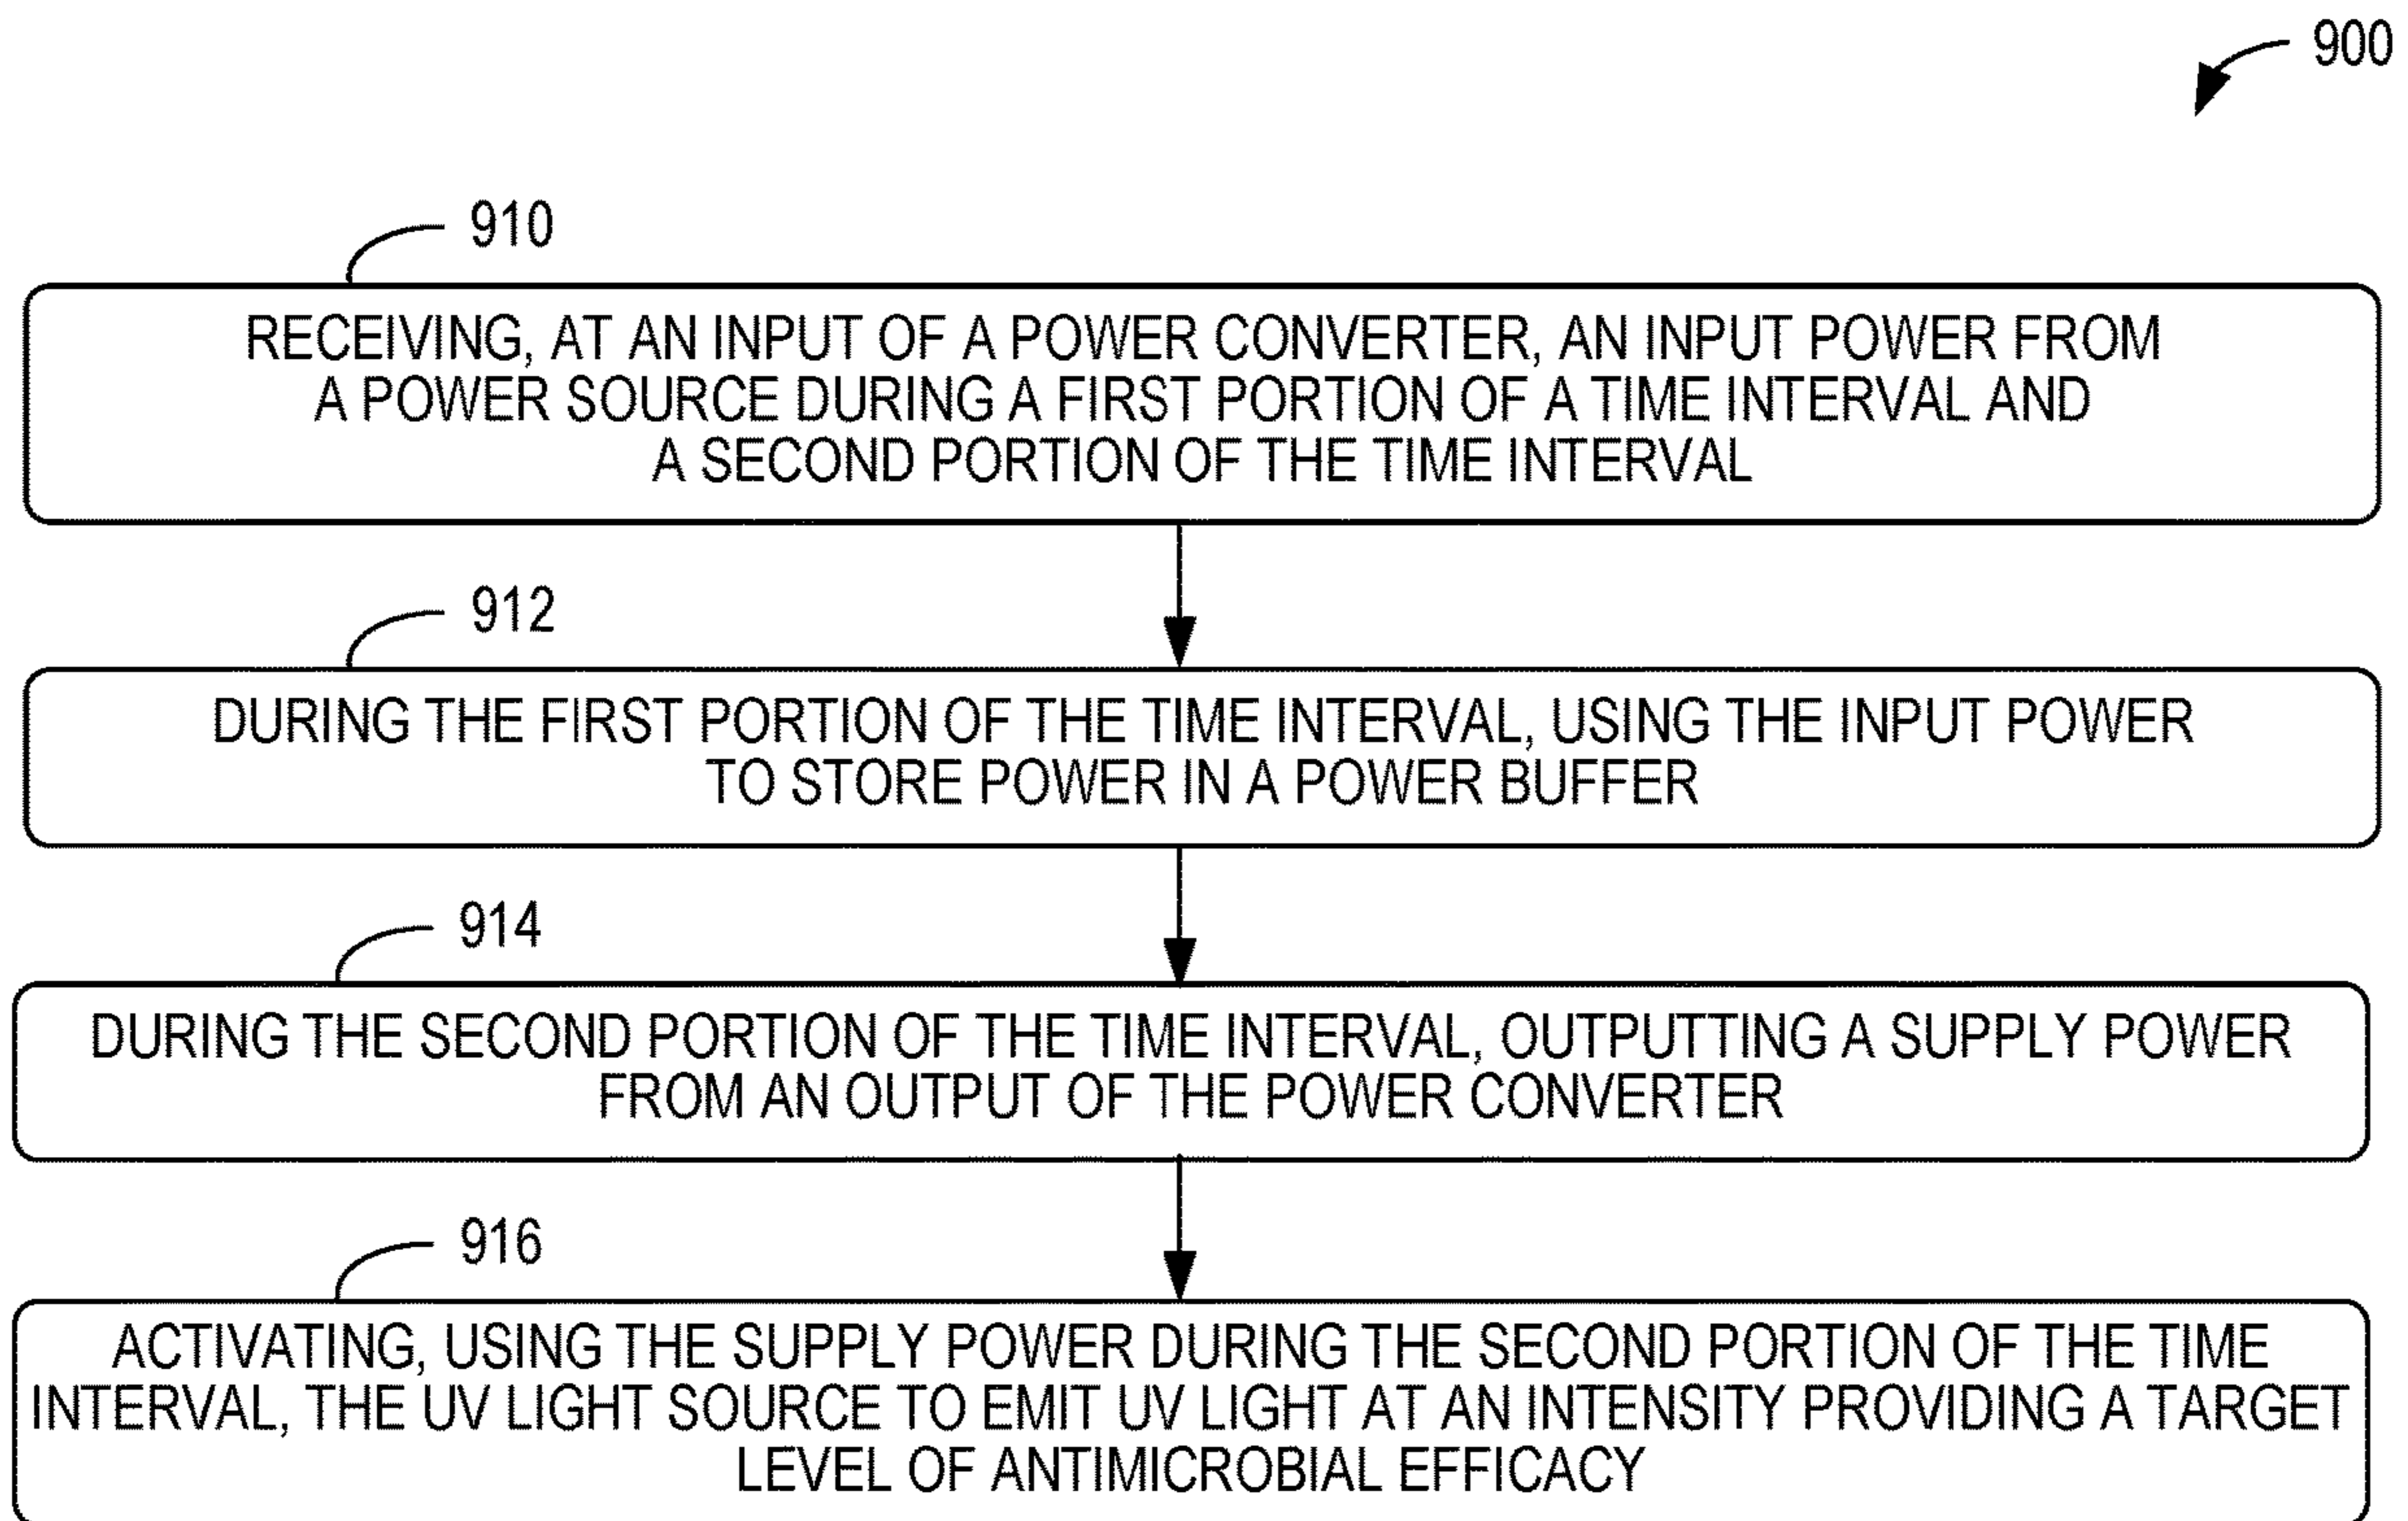 900
910
RECEIVING, AT AN INPUT OF A POWER CONVERTER, AN INPUT POWER FROM
A POWER SOURCE DURING A FIRST PORTION OF A TIME INTERVAL AND
A SECOND PORTION OF THE TIME INTERVAL
912
DURING THE FIRST PORTION OF THE TIME INTERVAL, USING THE INPUT POWER
TO STORE POWER IN A POWER BUFFER
914
DURING THE SECOND PORTION OF THE TIME INTERVAL, OUTPUTTING A SUPPLY POWER
FROM AN OUTPUT OF THE POWER CONVERTER
916
ACTIVATING, USING THE SUPPLY POWER DURING THE SECOND PORTION OF THE TIME
INTERVAL, THE UV LIGHT SOURCE TO EMIT UV LIGHT AT AN INTENSITY PROVIDING A TARGET
LEVEL OF ANTIMICROBIAL EFFICACY